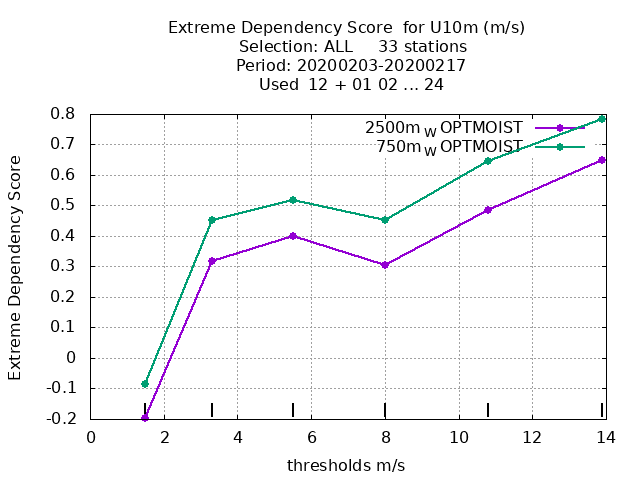 Extreme Dependency Score  for U10m (m/s)
Selection: ALL     33 stations
Period: 20200203-20200217
Used  12 + 01 02 ... 24
2500m W OPTMOIST
750m W OPTMOIST
Extreme Dependency Score
0.8
0.7
0.6
0.5
0.4
0.3
0.2
0.1
0
-0.1
-0.2
0 2 4 6 8 10 12 14
thresholds m/s